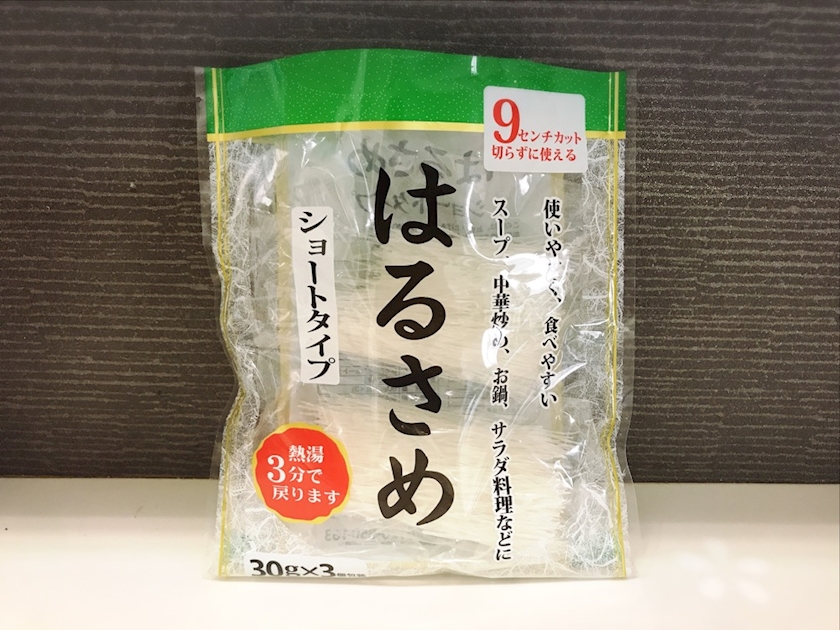 9センチカット
切らずに使える
使いやすく、食べやすい
スープ、中華炒め、お鍋、サラダ料理などに
はるさめ
ショートタイプ
熱湯
3分で
戻ります
30g×3